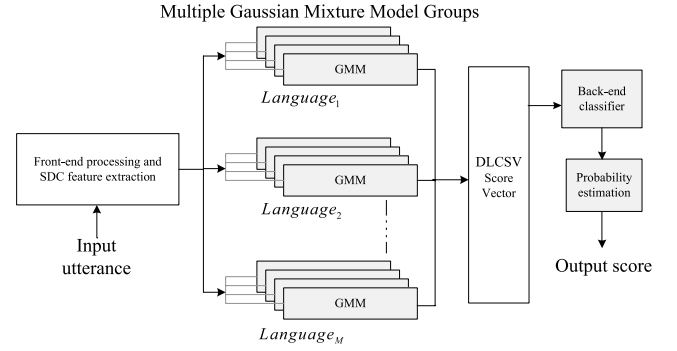 Multiple Gaussian Mixture Model Groups
GMM
Language₁
Front-end processing and
SDC feature extraction
Input
utterance
GMM
Language₂
GMM
Language_M
DLCSV
Score
Vector
Back-end
classifier
Probability
estimation
Output score